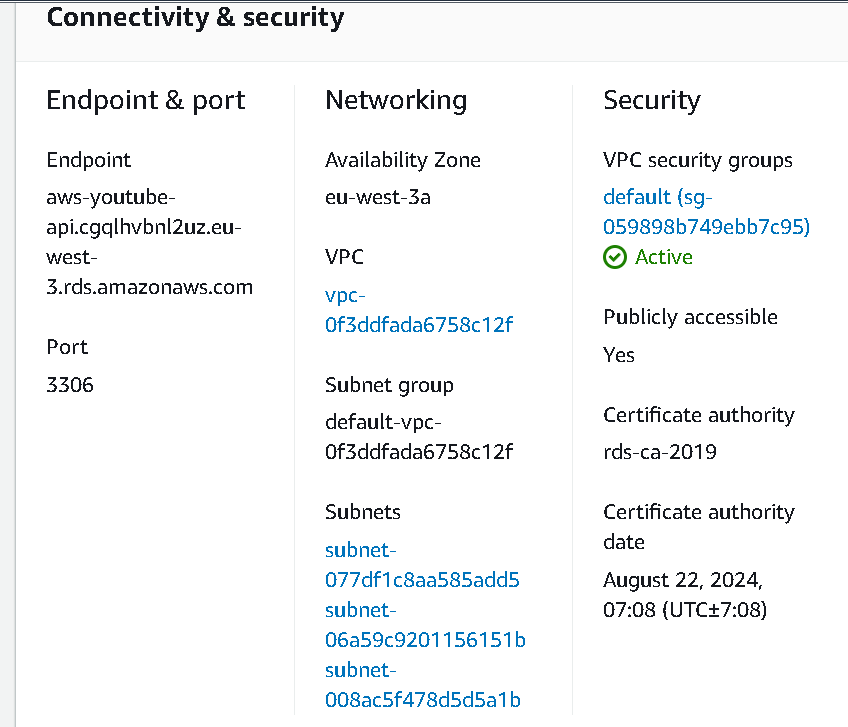 Connectivity & security
Endpoint & port
Endpoint
aws-youtube-
api.cgqlhvbnl2uz.eu-
west-
3.rds.amazonaws.com
Port
3306
Networking
Availability Zone
eu-west-3a
VPC
vpc-
0f3ddfada6758c12f
Subnet group
default-vpc-
0f3ddfada6758c12f
Subnets
subnet-
077df1c8aa585add5
subnet-
06a59c9201156151b
subnet-
008ac5f478d5d5a1b
Security
VPC security groups
default (sg-
059898b749ebb7c95)
Active
Publicly accessible
Yes
Certificate authority
rds-ca-2019
Certificate authority
date
August 22, 2024,
07:08 (UTC±7:08)